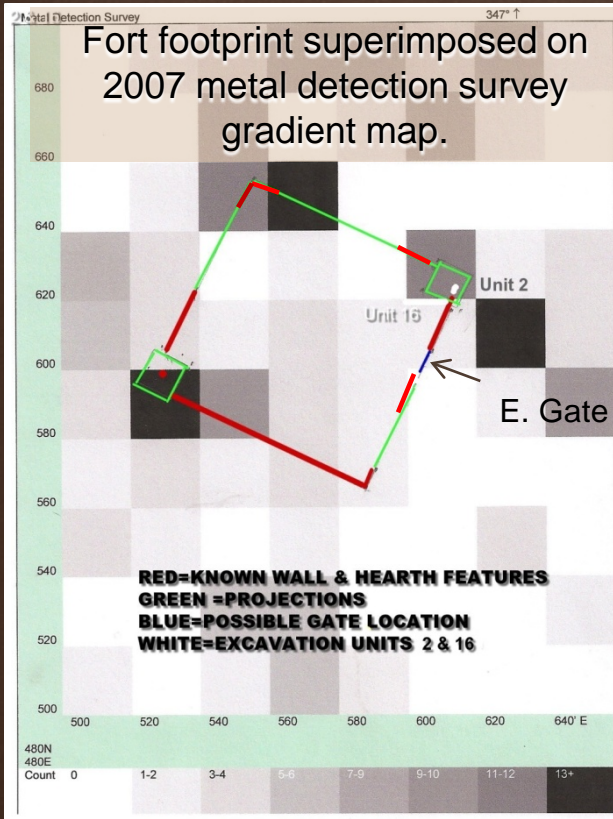 Metal Detection Survey
347° ↑
Fort footprint superimposed on
2007 metal detection survey
gradient map.
680
660
640
620
600
580
560
540
520
500
Unit 2
Unit 16
E. Gate
RED=KNOWN WALL & HEARTH FEATURES
GREEN =PROJECTIONS
BLUE=POSSIBLE GATE LOCATION
WHITE=EXCAVATION UNITS 2 & 16
500 520 540 560 580 600 620 640' E
480N
480E
Count 0 1-2 3-4 5-6 7-9 9-10 11-12 13+